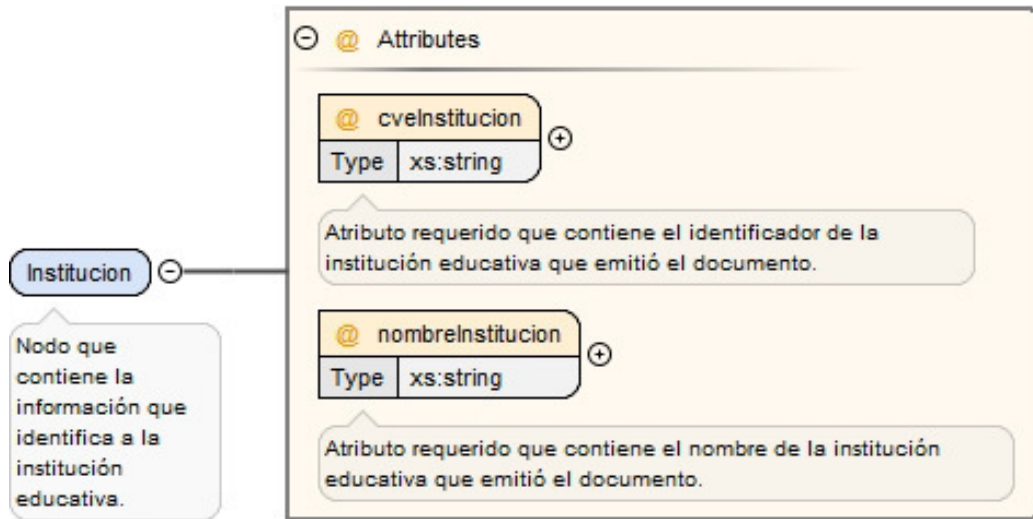 @ Attributes
@ cveInstitucion
Type xs:string
Atributo requerido que contiene el identificador de la
institución educativa que emitió el documento.
Institucion
Nodo que
contiene la
información que
identifica a la
institución
educativa.
@ nombreInstitucion
Type xs:string
Atributo requerido que contiene el nombre de la institución
educativa que emitió el documento.